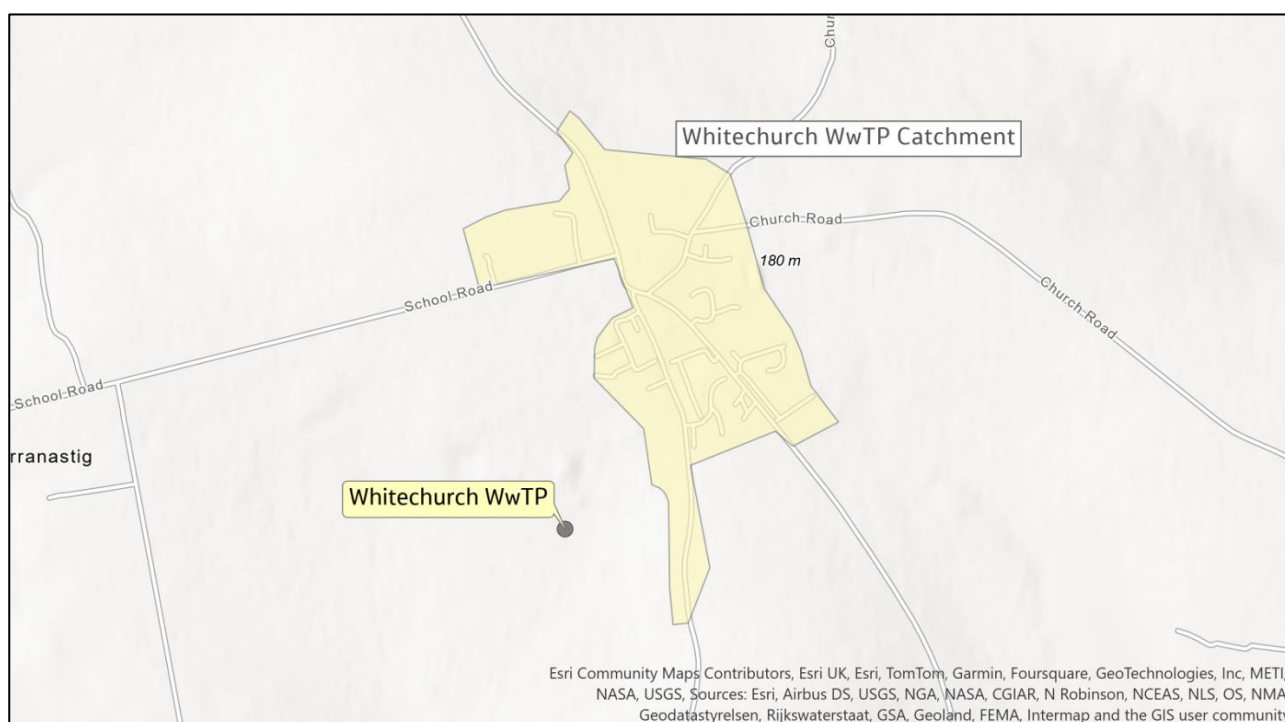 Chur
Whitechurch WwTP Catchment
Church Road
180 m
School Road
Church Road
School Road
rranastig
Whitechurch WwTP
Esri Community Maps Contributors, Esri UK, Esri, TomTom, Garmin, Foursquare, GeoTechnologies, Inc, METI,
NASA, USGS, Sources: Esri, Airbus DS, USGS, NGA, NASA, CGIAR, N Robinson, NCEAS, NLS, OS, NMA,
Geodatastyrelsen, Rijkswaterstaat, GSA, Geoland, FEMA, Intermap and the GIS user community